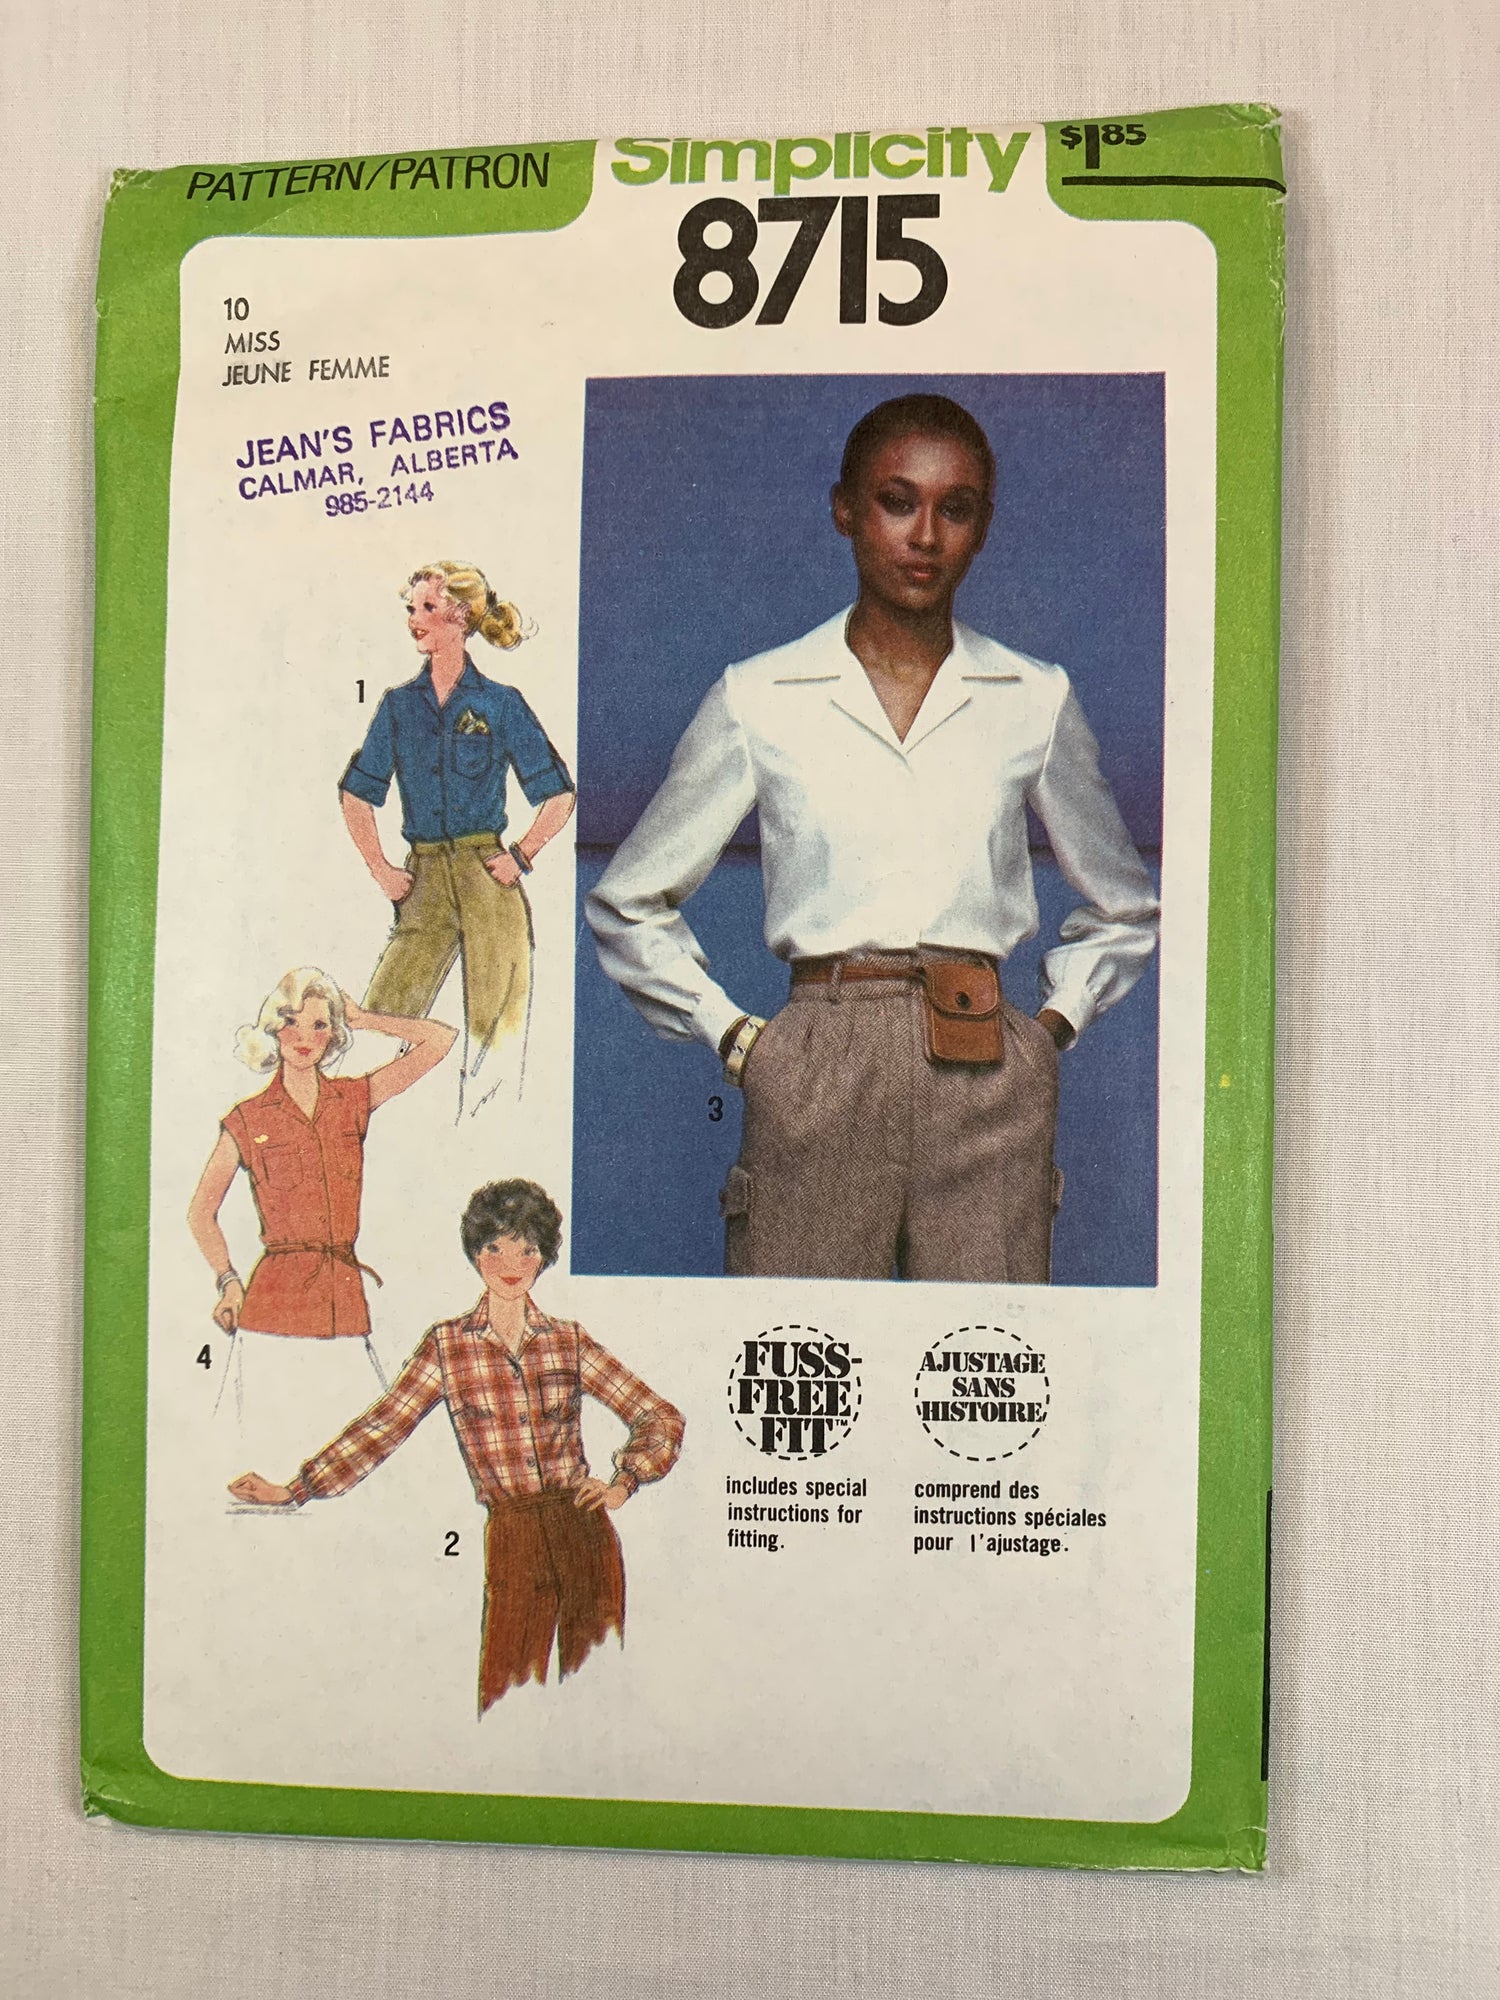 PATTERN/PATRON
Simplicity
$1.85
8715
10
MISS
JEUNE FEMME
JEAN'S FABRICS
CALMAR, ALBERTA
985-2144
1
3
4
2
FUSS-
FREE
FIT™
includes special
instructions for
fitting.
AJUSTAGE
SANS
HISTOIRE
comprend des
instructions spéciales
pour l'ajustage.